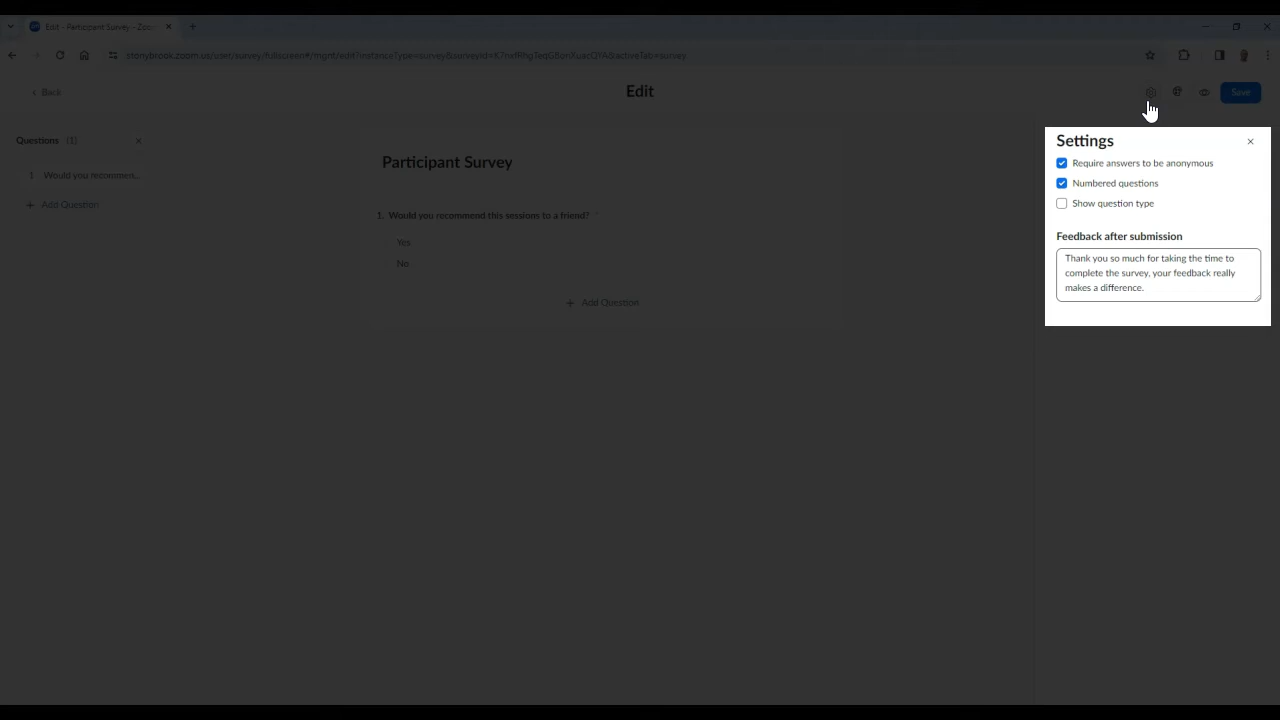 Edit - Participant Survey - Zoo
Back
Edit
Save
Questions (1)
1 Would you recommen...
+ Add Question
Participant Survey
1. Would you recommend this sessions to a friend? *
Yes
No
+ Add Question
Settings
Require answers to be anonymous
Numbered questions
Show question type
Feedback after submission
Thank you so much for taking the time to
complete the survey, your feedback really
makes a difference.